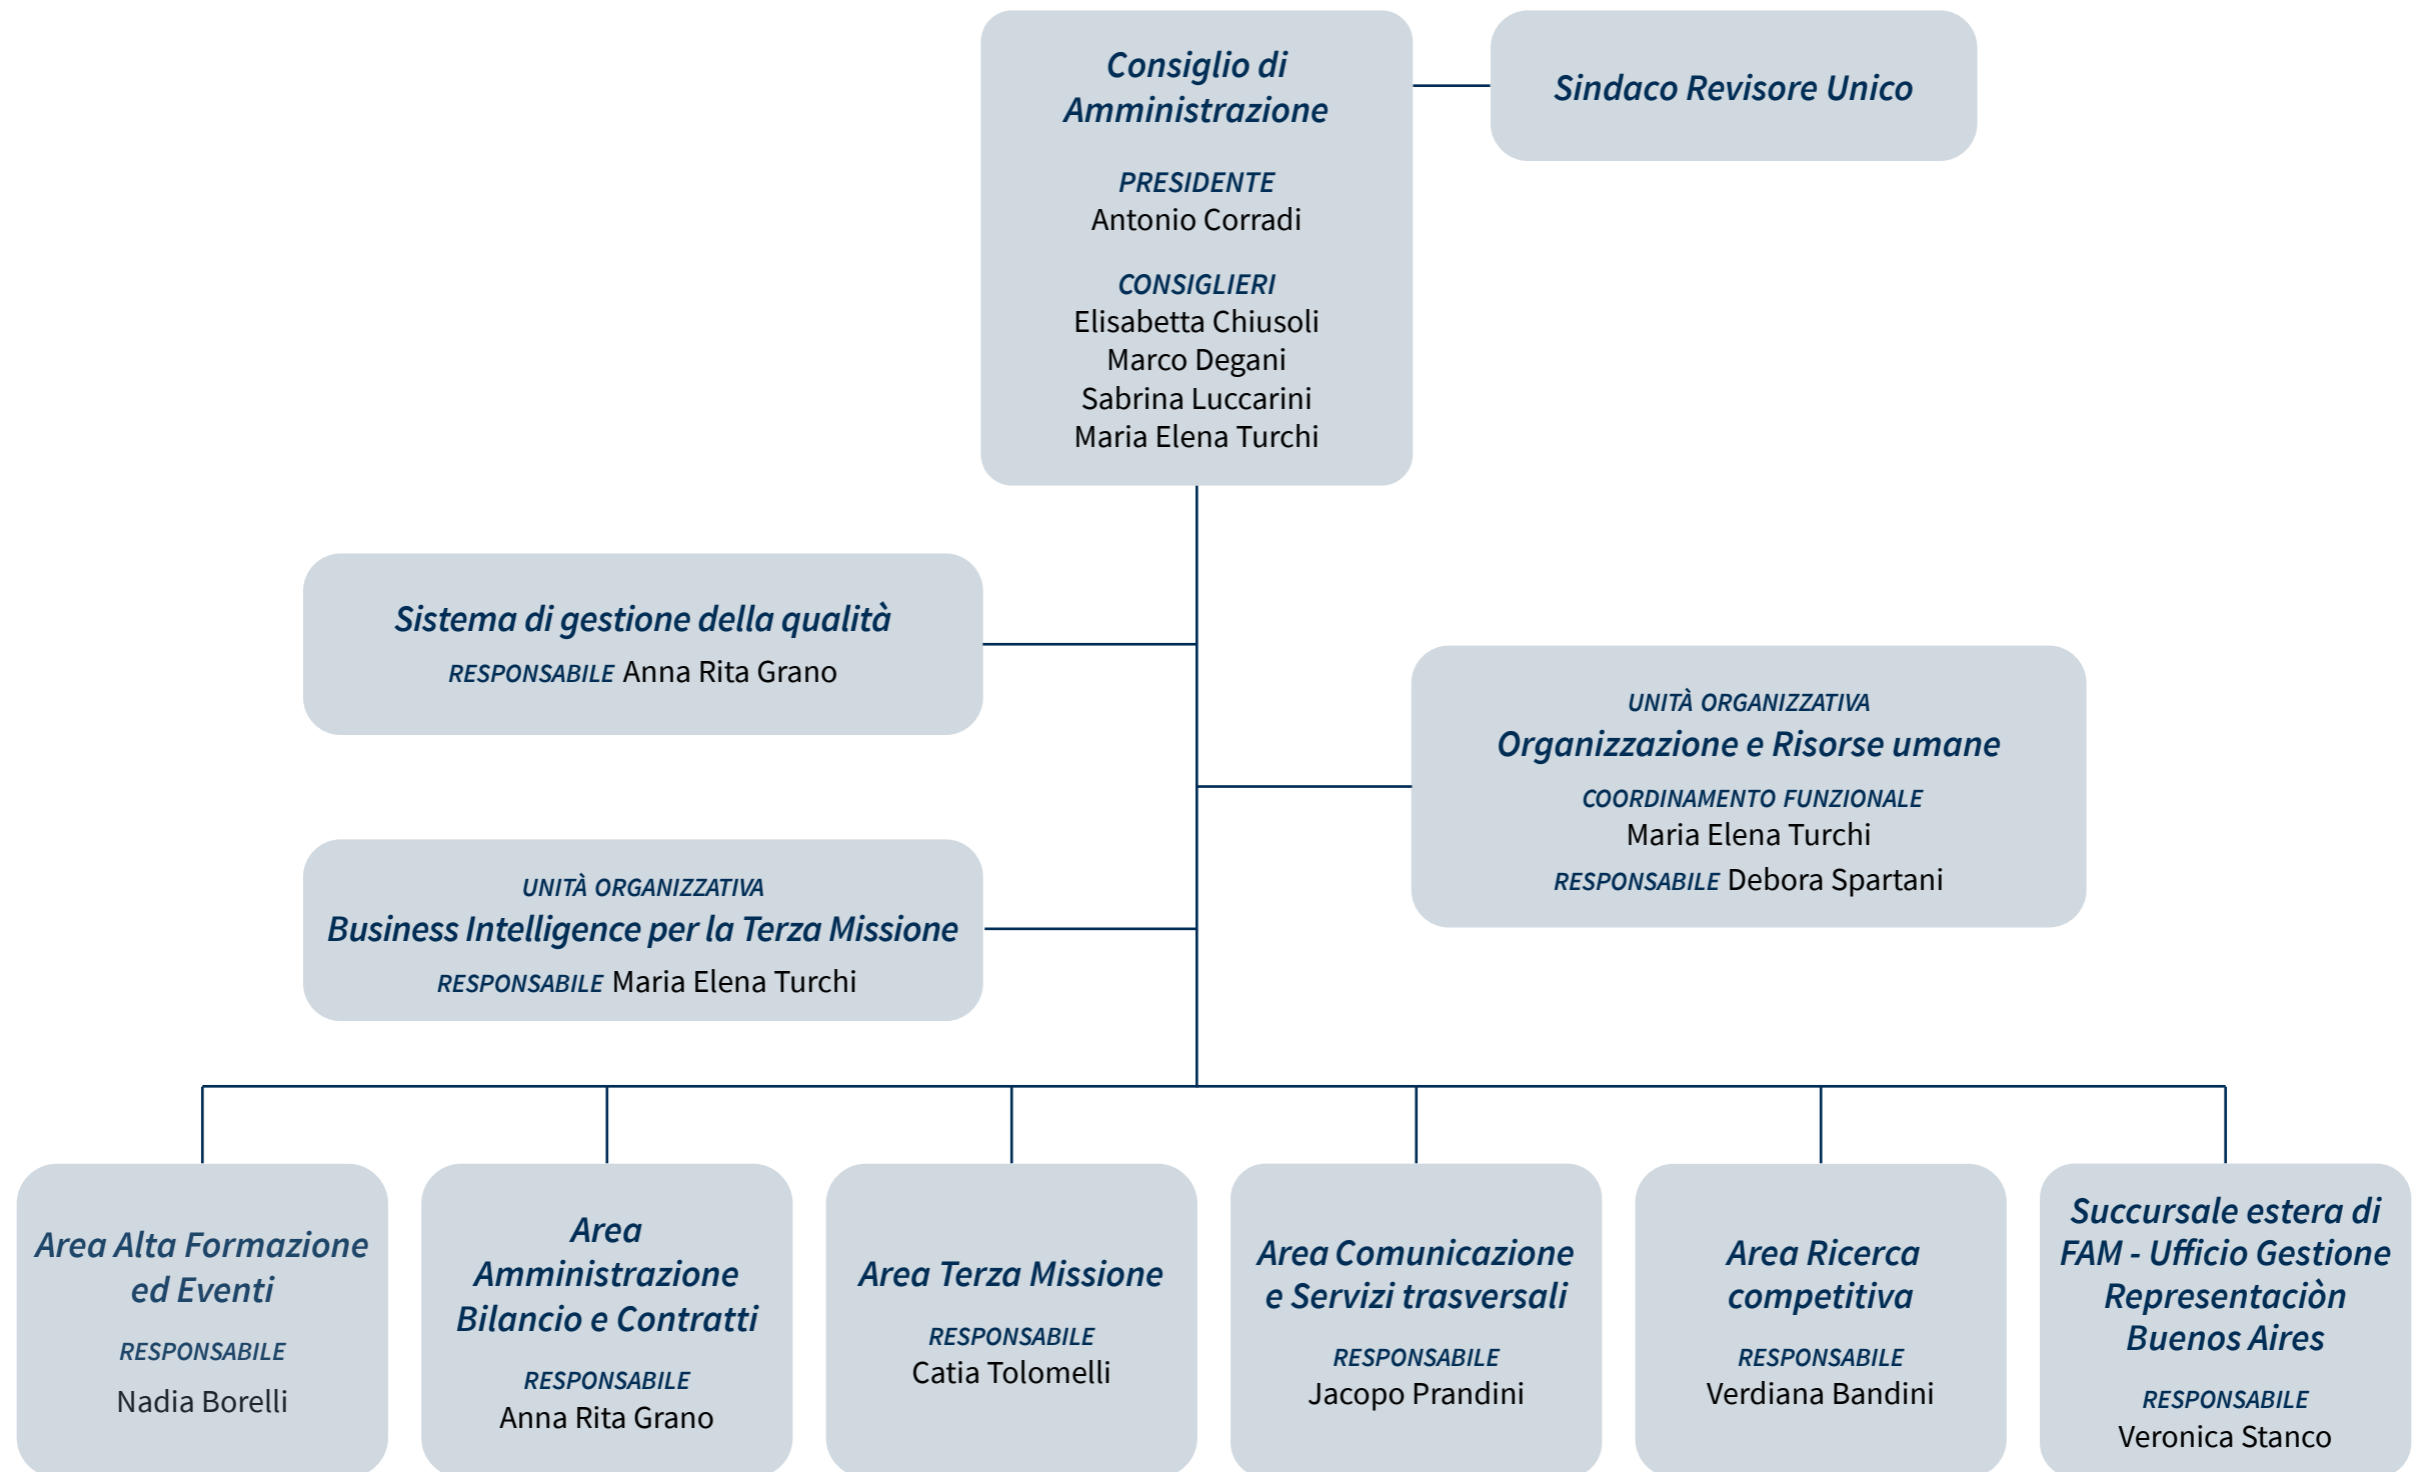 Consiglio di
Amministrazione
PRESIDENTE
Antonio Corradi
CONSIGLIERI
Elisabetta Chiusoli
Marco Degani
Sabrina Luccarini
Maria Elena Turchi
Sindaco Revisore Unico
Sistema di gestione della qualità
RESPONSABILE Anna Rita Grano
UNITÀ ORGANIZZATIVA
Organizzazione e Risorse umane
COORDINAMENTO FUNZIONALE
Maria Elena Turchi
RESPONSABILE Debora Spartani
UNITÀ ORGANIZZATIVA
Business Intelligence per la Terza Missione
RESPONSABILE Maria Elena Turchi
Area Alta Formazione
ed Eventi
RESPONSABILE
Nadia Borelli
Area
Amministrazione
Bilancio e Contratti
RESPONSABILE
Anna Rita Grano
Area Terza Missione
RESPONSABILE
Catia Tolomelli
Area Comunicazione
e Servizi trasversali
RESPONSABILE
Jacopo Prandini
Area Ricerca
competitiva
RESPONSABILE
Verdiana Bandini
Succursale estera di
FAM - Ufficio Gestione
Representaciòn
Buenos Aires
RESPONSABILE
Veronica Stanco